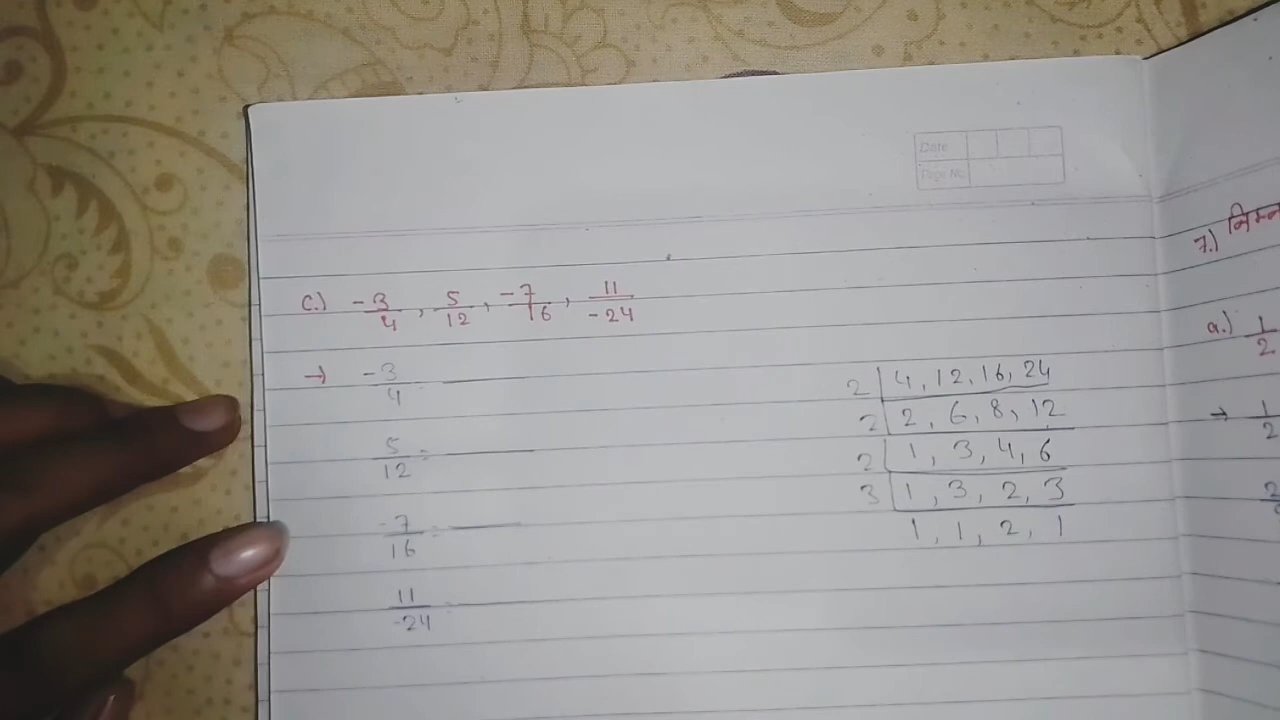 Date
Page No.
c.) -3/4 , 5/12 , -7/16 , 11/-24
→ -3/4 =
5/12 =
-7/16 =
11/-24 =
2 | 4, 12, 16, 24
2 | 2, 6, 8, 12
2 | 1, 3, 4, 6
3 | 1, 3, 2, 3
1, 1, 2, 1
7.) निम्न
a.) 1/2
→ 1/2
2